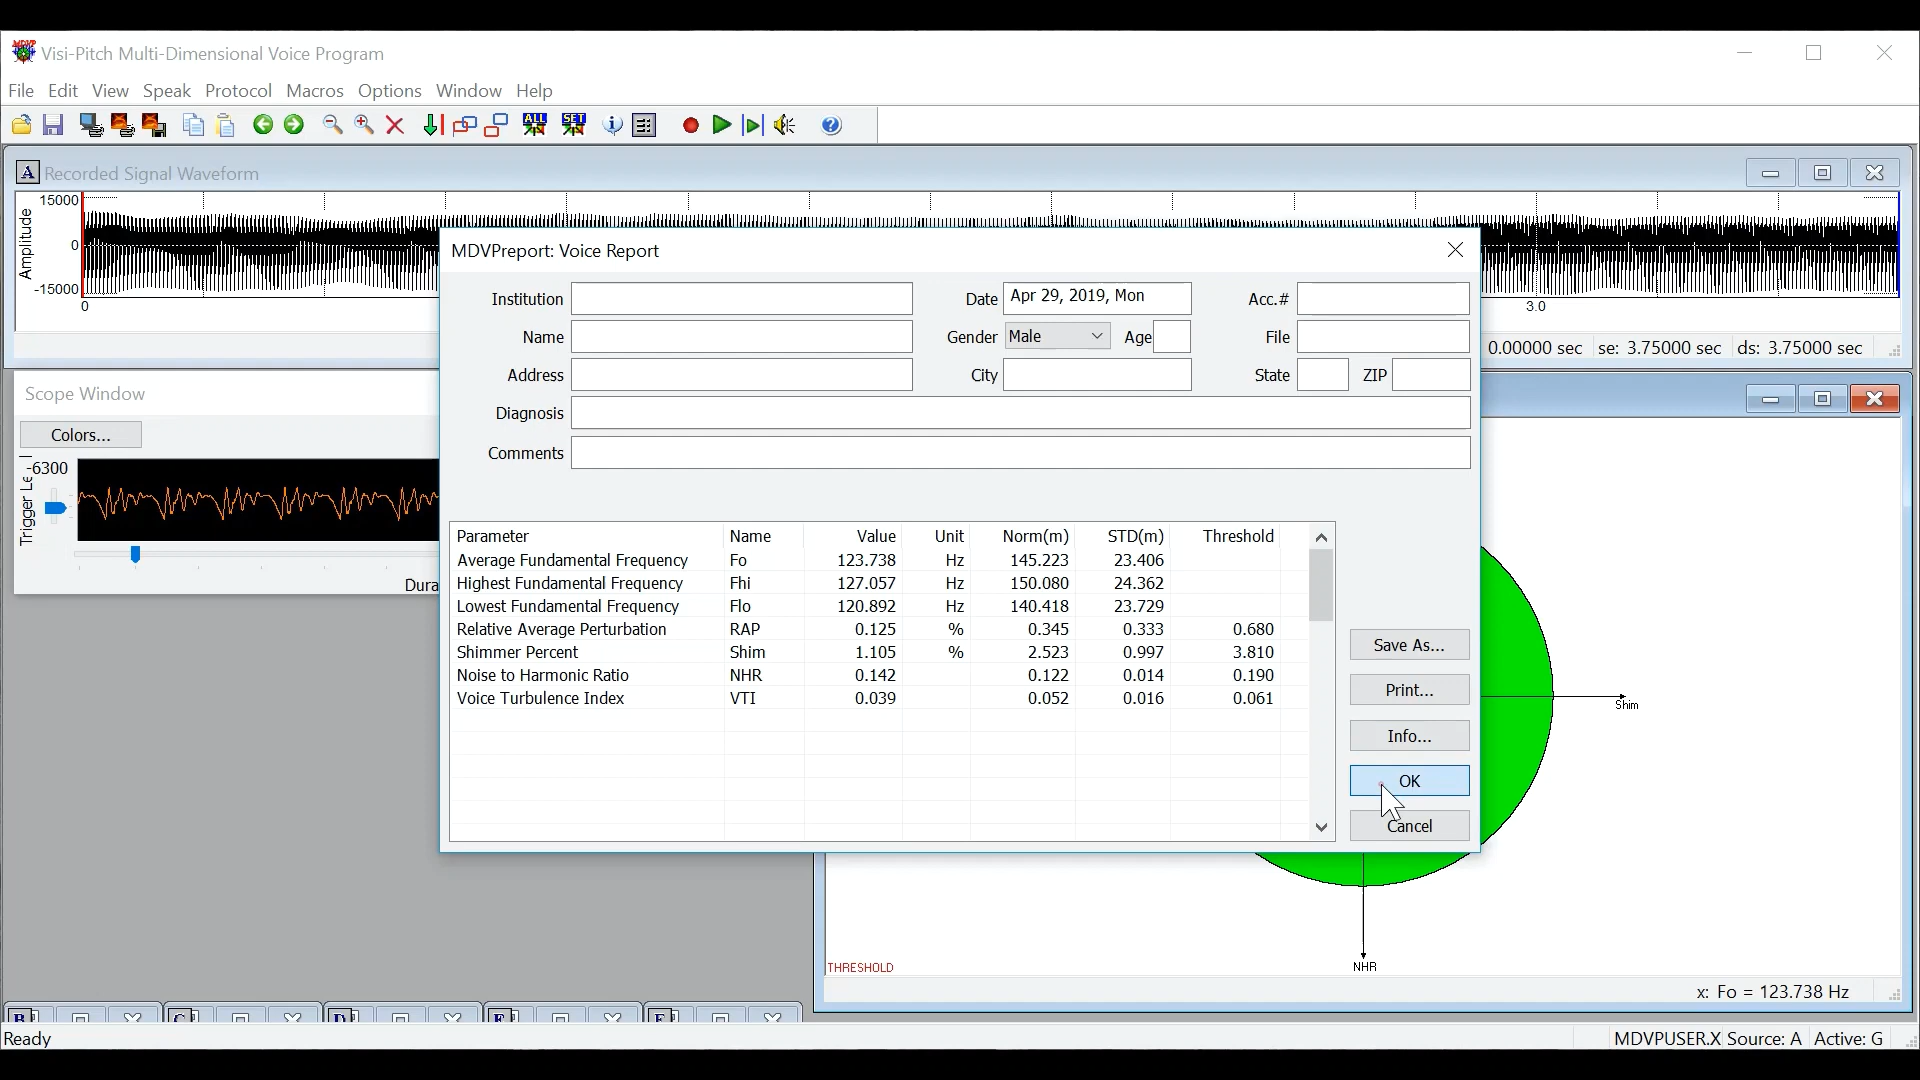 Visi-Pitch Multi-Dimensional Voice Program
File Edit View Speak Protocol Macros Options Window Help
ALL SET
A Recorded Signal Waveform
Amplitude
15000
0
-15000
0
3.0
0.00000 sec se: 3.75000 sec ds: 3.75000 sec
MDVPreport: Voice Report
Institution Date Apr 29, 2019, Mon Acc.#
Name Gender Male Age File
Address City State ZIP
Diagnosis
Comments
Scope Window
Colors...
-6300
Trigger Le
Dura
Parameter Name Value Unit Norm(m) STD(m) Threshold
Average Fundamental Frequency Fo 123.738 Hz 145.223 23.406
Highest Fundamental Frequency Fhi 127.057 Hz 150.080 24.362
Lowest Fundamental Frequency Flo 120.892 Hz 140.418 23.729
Relative Average Perturbation RAP 0.125 % 0.345 0.333 0.680
Shimmer Percent Shim 1.105 % 2.523 0.997 3.810
Noise to Harmonic Ratio NHR 0.142 0.122 0.014 0.190
Voice Turbulence Index VTI 0.039 0.052 0.016 0.061
Save As...
Print...
Info...
OK
Cancel
Shim
NHR
THRESHOLD
x: Fo = 123.738 Hz
B C D E F
Ready
MDVPUSER.X Source: A Active: G